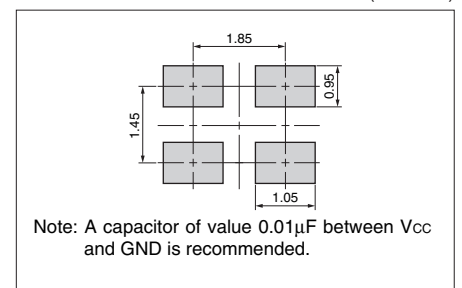 1.85
0.95
1.45
1.05
Note: A capacitor of value 0.01μF between Vcc
and GND is recommended.